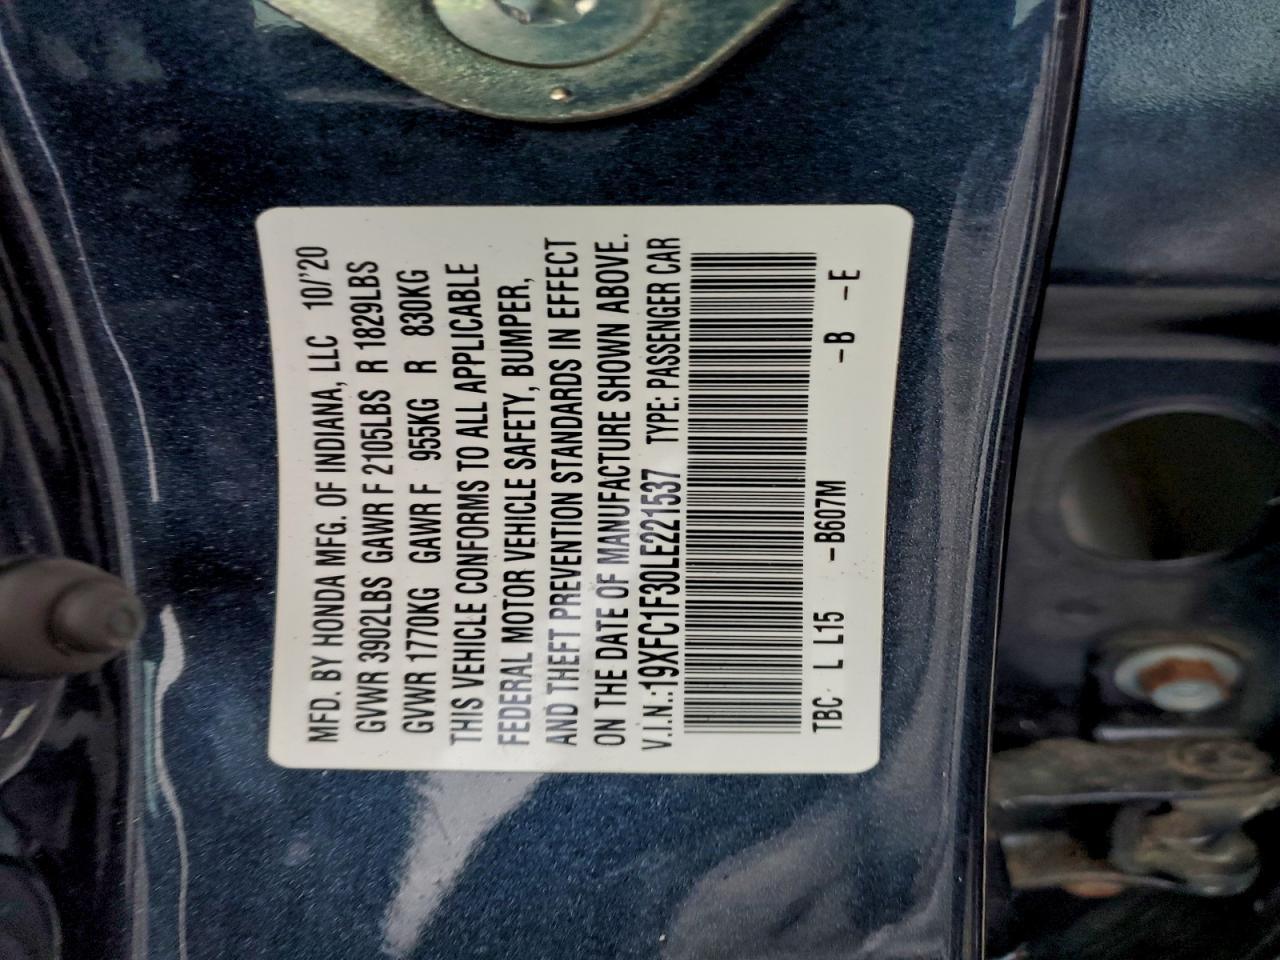 MFD. BY HONDA MFG. OF INDIANA, LLC 10/'20
GVWR 3902LBS GAWR F 2105LBS R 1829LBS
GVWR 1770KG GAWR F 955KG R 830KG
THIS VEHICLE CONFORMS TO ALL APPLICABLE
FEDERAL MOTOR VEHICLE SAFETY, BUMPER,
AND THEFT PREVENTION STANDARDS IN EFFECT
ON THE DATE OF MANUFACTURE SHOWN ABOVE.
V.I.N.:19XFC1F30LE221537 TYPE: PASSENGER CAR
TBC L L15 -B607M -B -E